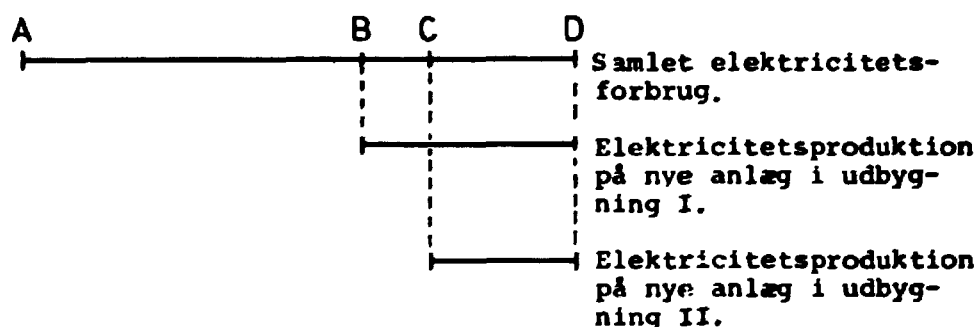 A B C D
Samlet elektricitets-
forbrug.
Elektricitetsproduktion
på nye anlæg i udbyg-
ning I.
Elektricitetsproduktion
på nye anlæg i udbyg-
ning II.